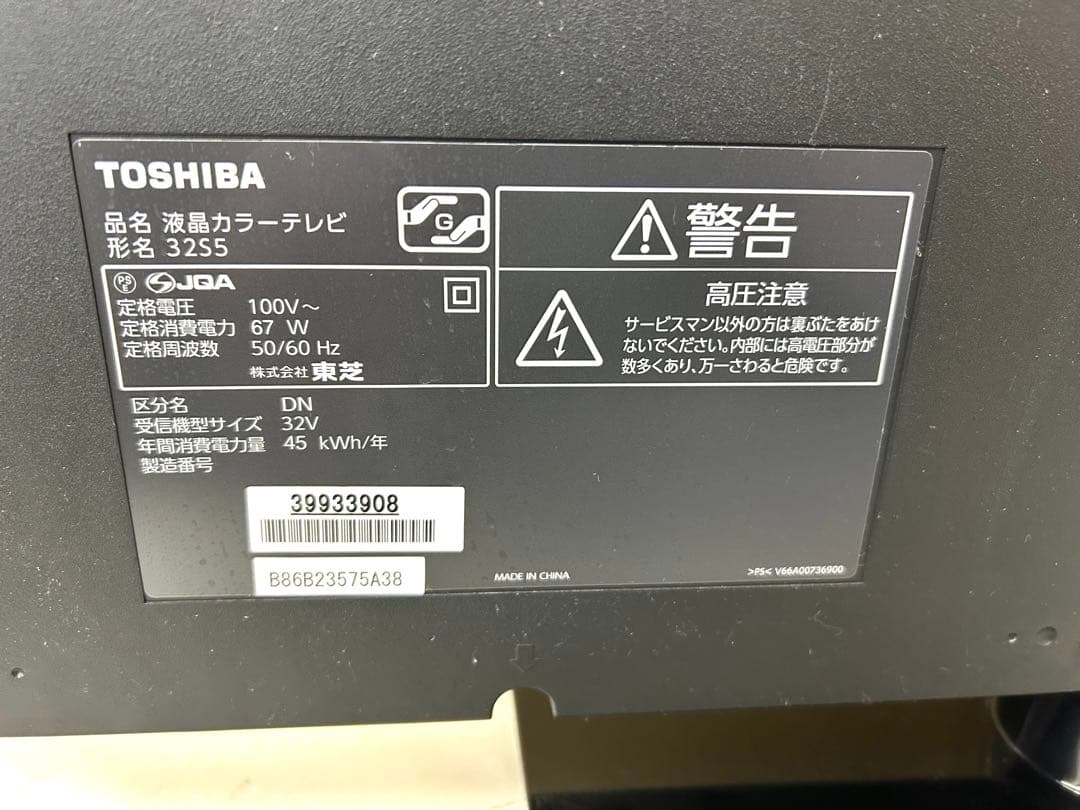 TOSHIBA
品名 液晶カラーテレビ
形名 32S5
G
PS
E
JQA
定格電圧 100V～
定格消費電力 67 W
定格周波数 50/60 Hz
株式会社 東芝
警告
高圧注意
サービスマン以外の方は裏ぶたをあけ
ないでください。内部には高電圧部分が
数多くあり、万一さわると危険です。
区分名 DN
受信機型サイズ 32V
年間消費電力量 45 kWh/年
製造番号
39933908
B86B23575A38
MADE IN CHINA
>PS< V66A00736900